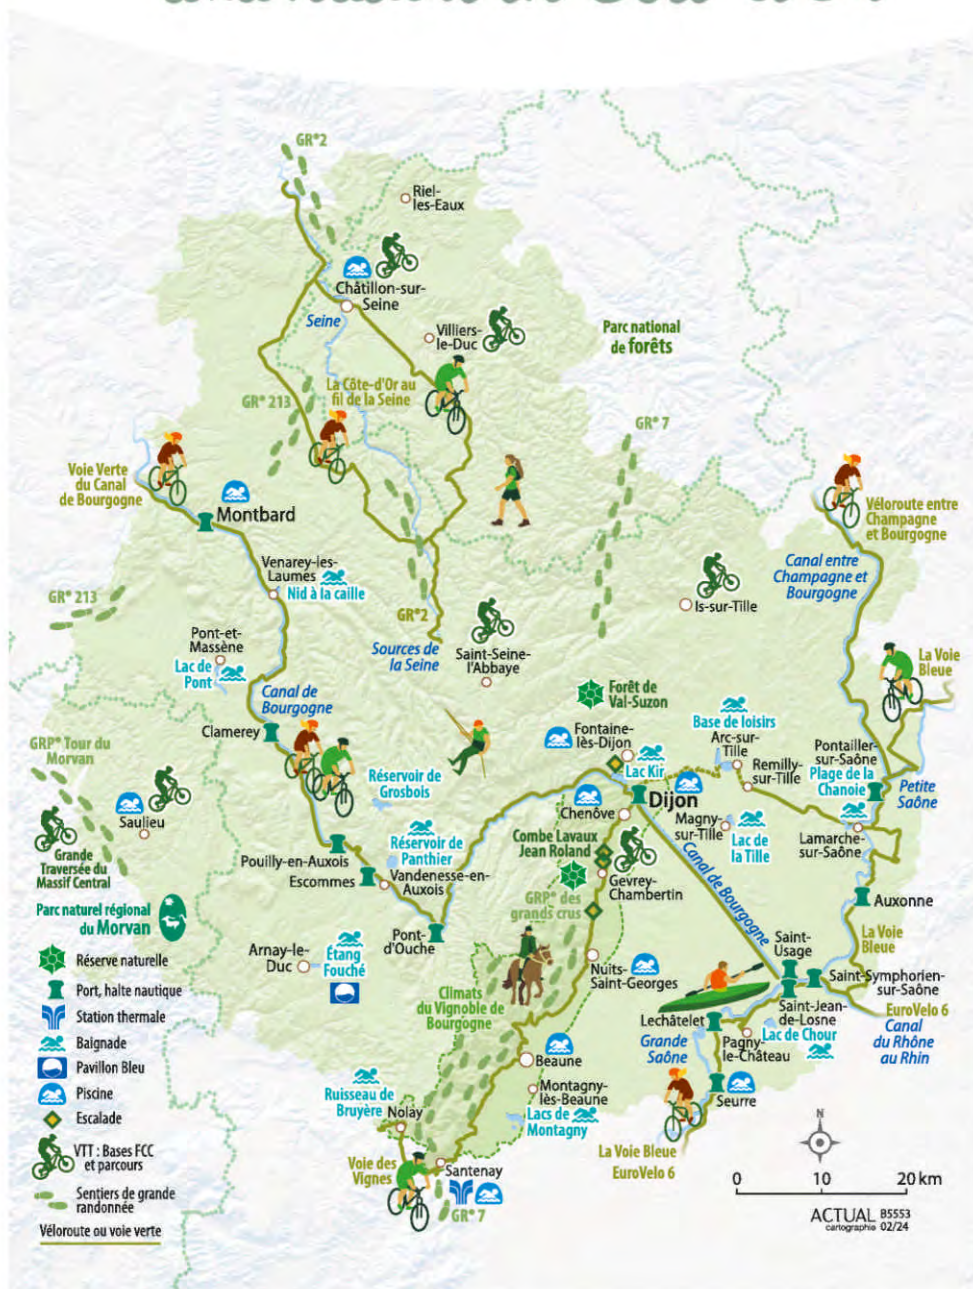 GR®2
Riel-
les-Eaux
Châtillon-sur-
Seine
Seine
Villiers-
le-Duc
Parc national
de forêts
La Côte-d'Or au
fil de la Seine
GR® 213
GR® 7
Voie Verte
du Canal
de Bourgogne
Montbard
Véloroute entre
Champagne
et Bourgogne
Canal entre
Champagne et
Bourgogne
Venarey-les-
Laumes
Nid à la caille
GR® 213
GR®2
Is-sur-Tille
Pont-et-
Massène
Lac de
Pont
Sources de
la Seine
Saint-Seine-
l'Abbaye
La Voie
Bleue
Canal de
Bourgogne
Forêt de
Val-Suzon
Clamerey
Base de loisirs
Arc-sur-
Tille
Fontaine-
lès-Dijon
Lac Kir
Remilly-
sur-Tille
Pontailler-
sur-Saône
Plage de la
Chanoie
Petite
Saône
GRP® Tour du
Morvan
Réservoir de
Grosbois
Dijon
Saulieu
Chenôve
Magny-
sur-Tille
Lac de
la Tille
Lamarche-
sur-Saône
Grande
Traversée du
Massif Central
Pouilly-en-Auxois
Réservoir
de Panthier
Combe Lavaux
Jean Roland
Escommes
Vandenesse-en-
Auxois
Gevrey-
Chambertin
Canal de Bourgogne
Auxonne
GRP® des
grands crus
Parc naturel régional
du Morvan
Pont-
d'Ouche
La Voie
Bleue
Arnay-le-
Duc
Étang
Fouché
Saint-
Usage
Nuits-
Saint-Georges
Saint-Symphorien-
sur-Saône
Climats
du Vignoble de
Bourgogne
Saint-Jean-
de-Losne
EuroVelo 6
Lechâtelet
Canal
du Rhône
au Rhin
Grande
Saône
Pagny-
le-Château
Lac de Chour
Beaune
Montagny-
lès-Beaune
Seurre
Ruisseau de
Bruyère
Nolay
Lacs de
Montagny
La Voie Bleue
EuroVelo 6
Voie des
Vignes
Santenay
GR® 7
Réserve naturelle
Port, halte nautique
Station thermale
Baignade
Pavillon Bleu
Piscine
Escalade
VTT : Bases FCC
et parcours
Sentiers de grande
randonnée
Véloroute ou voie verte
N
0 10 20 km
ACTUAL B5553
cartographie 02/24